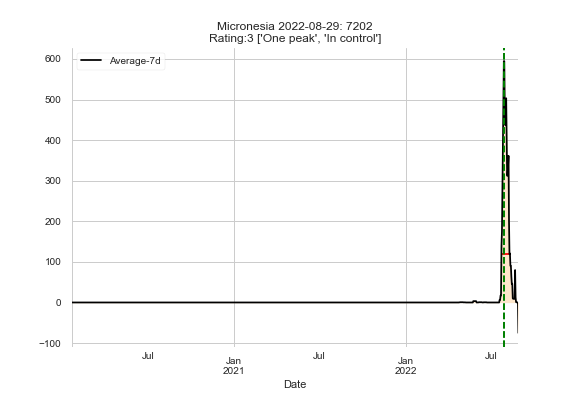 Micronesia 2022-08-29: 7202
Rating:3 ['One peak', 'In control']
Average-7d
600
500
400
300
200
100
0
−100
Jul
Jan
2021
Jul
Jan
2022
Jul
Date